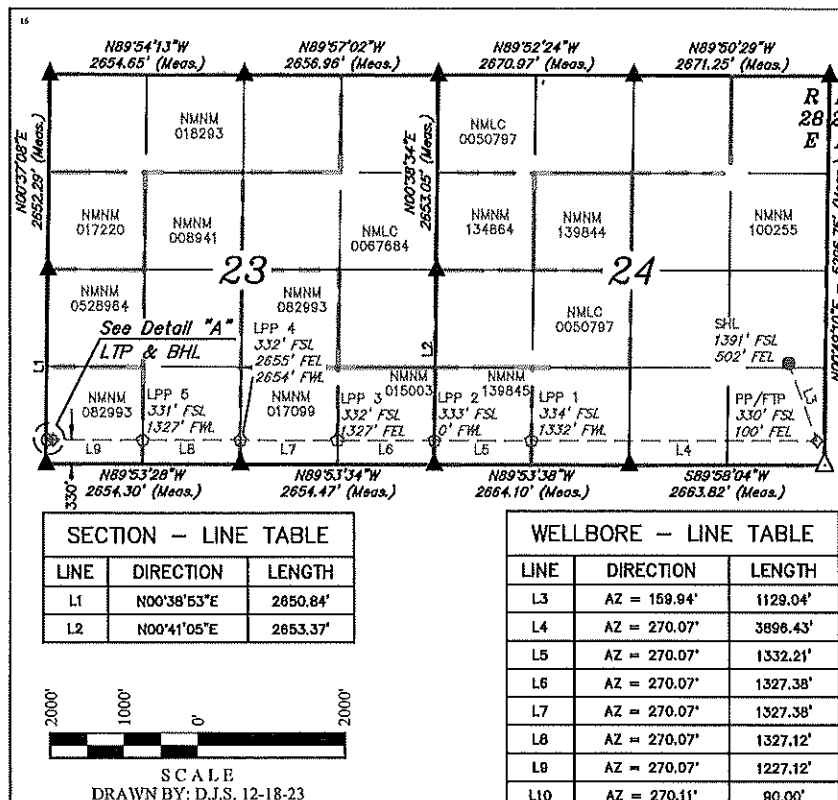 16
N89°54'13"W
2654.65' (Meas.)
N89°57'02"W
2656.96' (Meas.)
N89°52'24"W
2670.97' (Meas.)
N89°50'29"W
2671.25' (Meas.)
R
28
E
N00°37'08"E
2652.29' (Meas.)
N00°38'34"E
2653.05' (Meas.)
NMNM
018293
NMLC
0050797
NMNM
017220
NMNM
008941
NMLC
0067684
NMNM
134864
NMNM
139844
NMNM
100255
23
24
NMNM
0528984
NMNM
082993
NMLC
0050797
See Detail "A"
LTP & BHL
LPP 4
332' FSL
2655' FEL
2654' FWL
SHL
1391' FSL
502' FEL
L1
L2
L3
NMNM
082993
LPP 5
331' FSL
1327' FWL
NMNM
017099
LPP 3
332' FSL
1327' FEL
NMNM
015003
LPP 2
333' FSL
0' FWL
NMNM
139845
LPP 1
334' FSL
1332' FWL
PP/FTP
330' FSL
100' FEL
L9
L8
L7
L6
L5
L4
330'
N89°53'28"W
2654.30' (Meas.)
N89°53'34"W
2654.47' (Meas.)
N89°53'38"W
2664.10' (Meas.)
S89°58'04"W
2663.82' (Meas.)
SECTION - LINE TABLE
LINE DIRECTION LENGTH
L1 N00°38'53"E 2650.84'
L2 N00°41'05"E 2653.37'
WELLBORE - LINE TABLE
LINE DIRECTION LENGTH
L3 AZ = 159.94° 1129.04'
L4 AZ = 270.07° 3896.43'
L5 AZ = 270.07° 1332.21'
L6 AZ = 270.07° 1327.38'
L7 AZ = 270.07° 1327.38'
L8 AZ = 270.07° 1327.12'
L9 AZ = 270.07° 1227.12'
L10 AZ = 270.11° 90.00'
2000' 1000' 0' 2000'
SCALE
DRAWN BY: D.J.S. 12-18-23